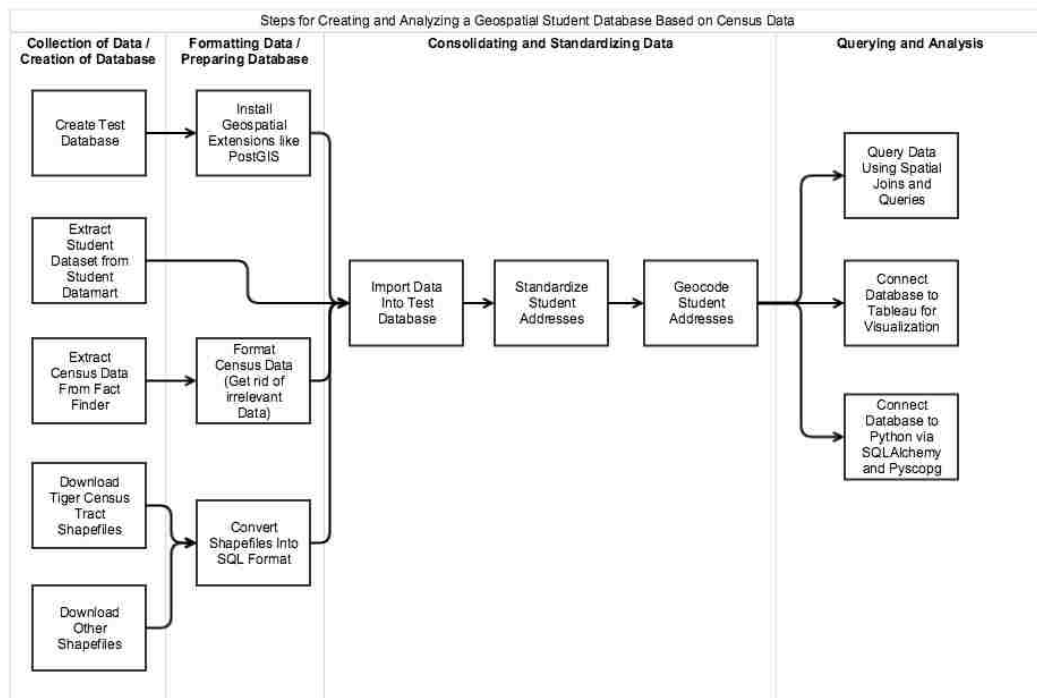 Steps for Creating and Analyzing a Geospatial Student Database Based on Census Data
Collection of Data /
Creation of Database
Formatting Data /
Preparing Database
Consolidating and Standardizing Data
Querying and Analysis
Create Test
Database
Install
Geospatial
Extensions like
PostGIS
Extract
Student
Dataset from
Student
Datamart
Extract
Census Data
From Fact
Finder
Format
Census Data
(Get rid of
irrelevant
Data)
Download
Tiger Census
Tract
Shapefiles
Download
Other
Shapefiles
Convert
Shapefiles Into
SQL Format
Import Data
Into Test
Database
Standardize
Student
Addresses
Geocode
Student
Addresses
Query Data
Using Spatial
Joins and
Queries
Connect
Database to
Tableau for
Visualization
Connect
Database to
Python via
SQLAlchemy
and Pyscopg